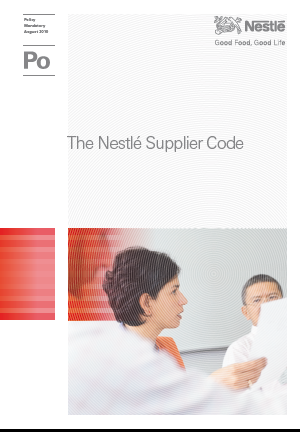 Policy
Mandatory
August 2010
Po
Nestlé
Good Food, Good Life
The Nestlé Supplier Code